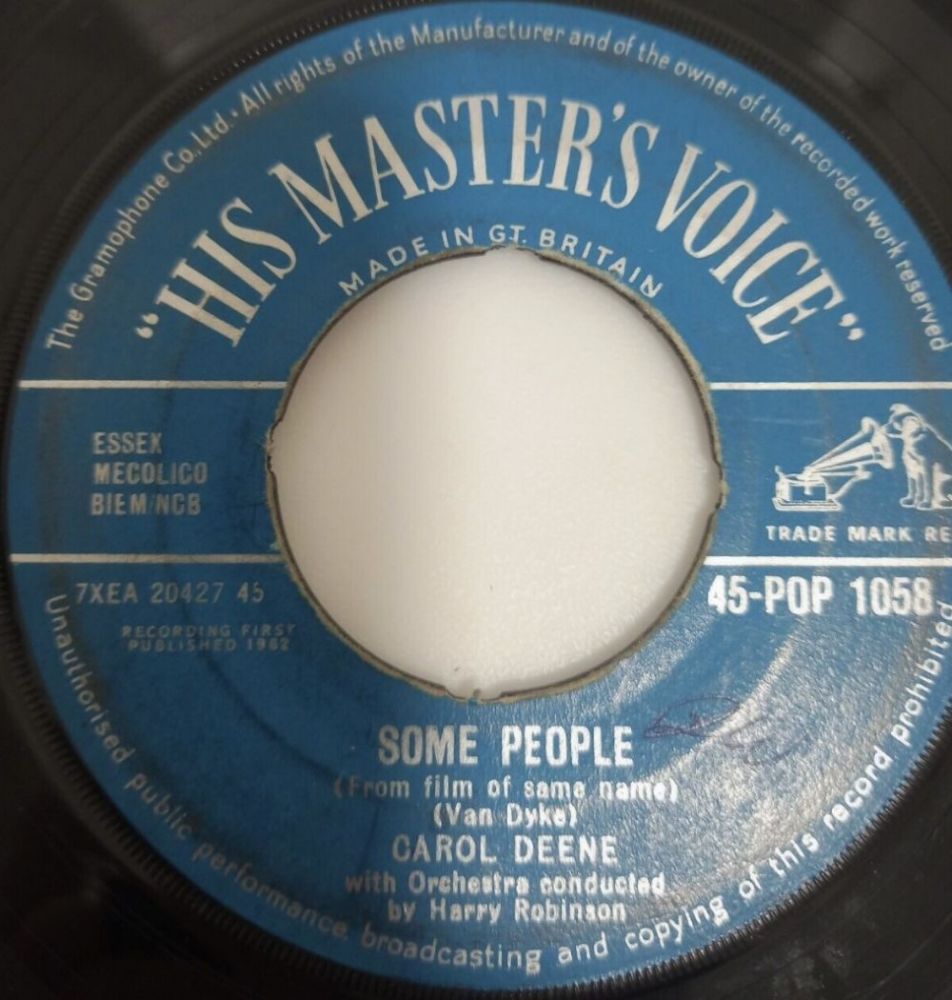 The Gramophone Co. Ltd. · All rights of the Manufacturer and of the owner of the recorded work reserved
"HIS MASTER'S VOICE"
MADE IN GT. BRITAIN
ESSEX
MECOLICO
BIEM/NCB
TRADE MARK RE
7XEA 20427 45
45-POP 1058
RECORDING FIRST
PUBLISHED 1962
SOME PEOPLE
(From film of same name)
(Van Dyke)
CAROL DEENE
with Orchestra conducted
by Harry Robinson
Unauthorised public performance, broadcasting and copying of this record prohibited